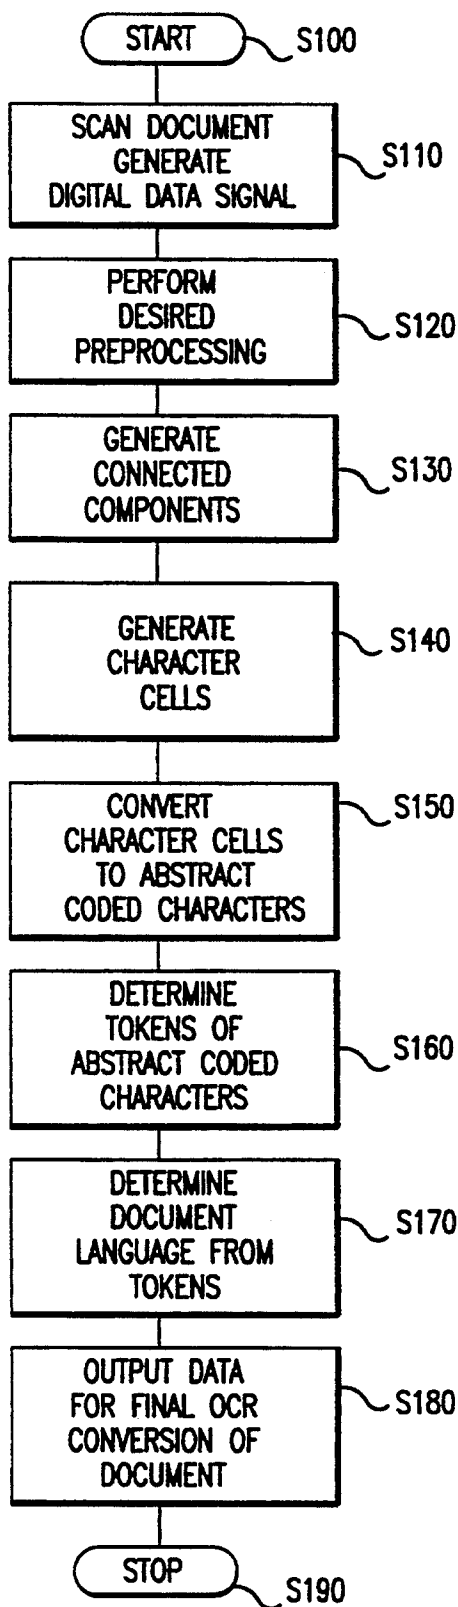 START
S100
SCAN DOCUMENT
GENERATE
DIGITAL DATA SIGNAL
S110
PERFORM
DESIRED
PREPROCESSING
S120
GENERATE
CONNECTED
COMPONENTS
S130
GENERATE
CHARACTER
CELLS
S140
CONVERT
CHARACTER CELLS
TO ABSTRACT
CODED CHARACTERS
S150
DETERMINE
TOKENS OF
ABSTRACT CODED
CHARACTERS
S160
DETERMINE
DOCUMENT
LANGUAGE FROM
TOKENS
S170
OUTPUT DATA
FOR FINAL OCR
CONVERSION OF
DOCUMENT
S180
STOP
S190